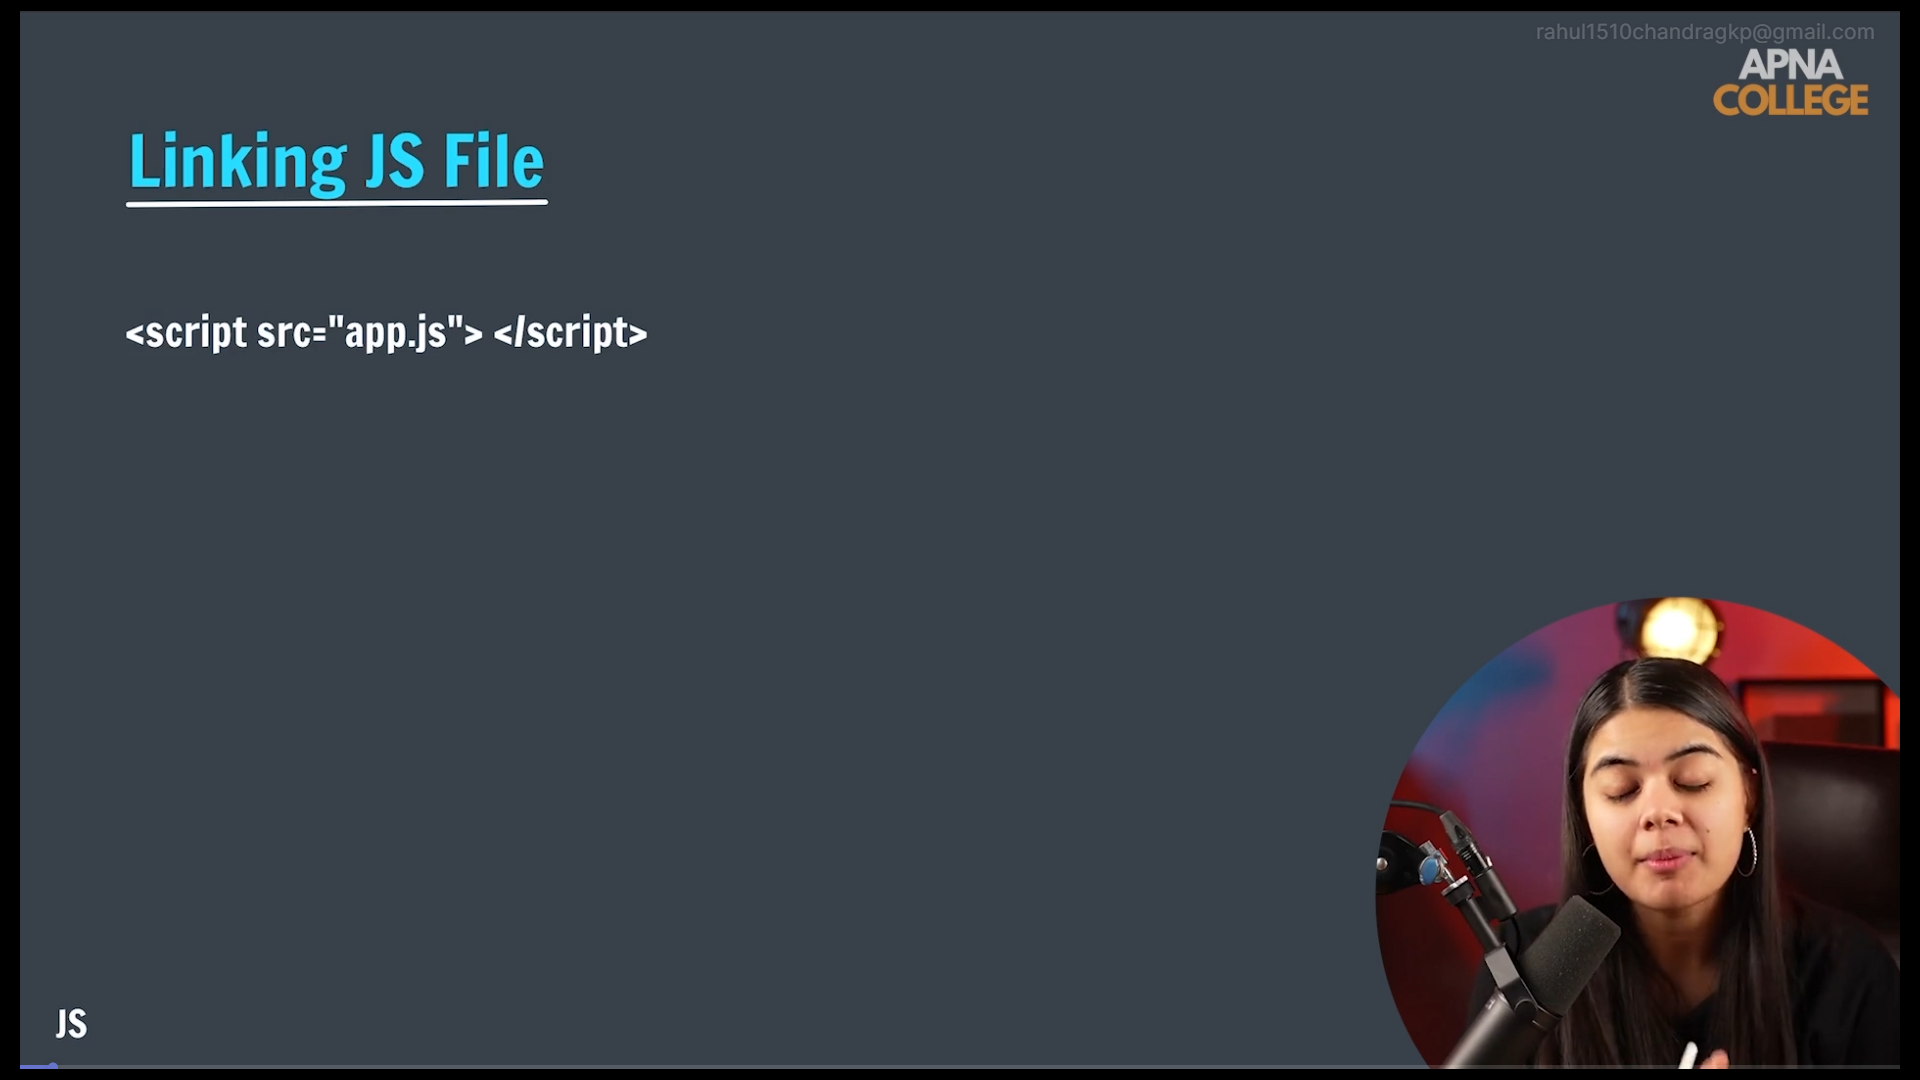 rahul1510chandragkp@gmail.com
APNA
COLLEGE
Linking JS File
<script src="app.js"> </script>
JS